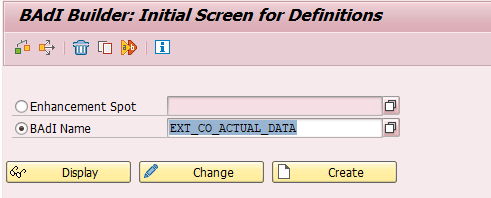 BAdI Builder: Initial Screen for Definitions
Enhancement Spot
BAdI Name EXT_CO_ACTUAL_DATA
Display Change Create